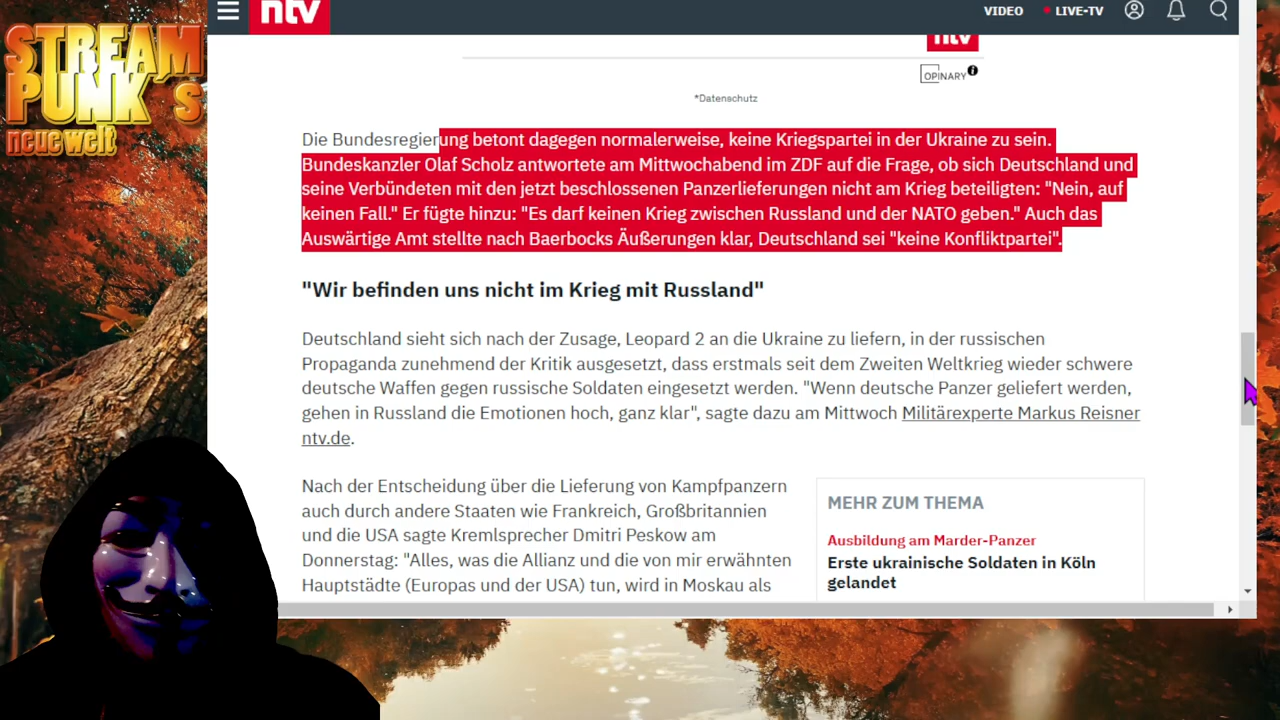 STREAM
PUNK´s
neue welt
ntv
VIDEO
LIVE-TV
ntv
OPINARY
*Datenschutz
Die Bundesregierung betont dagegen normalerweise, keine Kriegspartei in der Ukraine zu sein.
Bundeskanzler Olaf Scholz antwortete am Mittwochabend im ZDF auf die Frage, ob sich Deutschland und
seine Verbündeten mit den jetzt beschlossenen Panzerlieferungen nicht am Krieg beteiligten: "Nein, auf
keinen Fall." Er fügte hinzu: "Es darf keinen Krieg zwischen Russland und der NATO geben." Auch das
Auswärtige Amt stellte nach Baerbocks Äußerungen klar, Deutschland sei "keine Konfliktpartei".
"Wir befinden uns nicht im Krieg mit Russland"
Deutschland sieht sich nach der Zusage, Leopard 2 an die Ukraine zu liefern, in der russischen
Propaganda zunehmend der Kritik ausgesetzt, dass erstmals seit dem Zweiten Weltkrieg wieder schwere
deutsche Waffen gegen russische Soldaten eingesetzt werden. "Wenn deutsche Panzer geliefert werden,
gehen in Russland die Emotionen hoch, ganz klar", sagte dazu am Mittwoch Militärexperte Markus Reisner
ntv.de.
Nach der Entscheidung über die Lieferung von Kampfpanzern
auch durch andere Staaten wie Frankreich, Großbritannien
und die USA sagte Kremlsprecher Dmitri Peskow am
Donnerstag: "Alles, was die Allianz und die von mir erwähnten
Hauptstädte (Europas und der USA) tun, wird in Moskau als
MEHR ZUM THEMA
Ausbildung am Marder-Panzer
Erste ukrainische Soldaten in Köln
gelandet